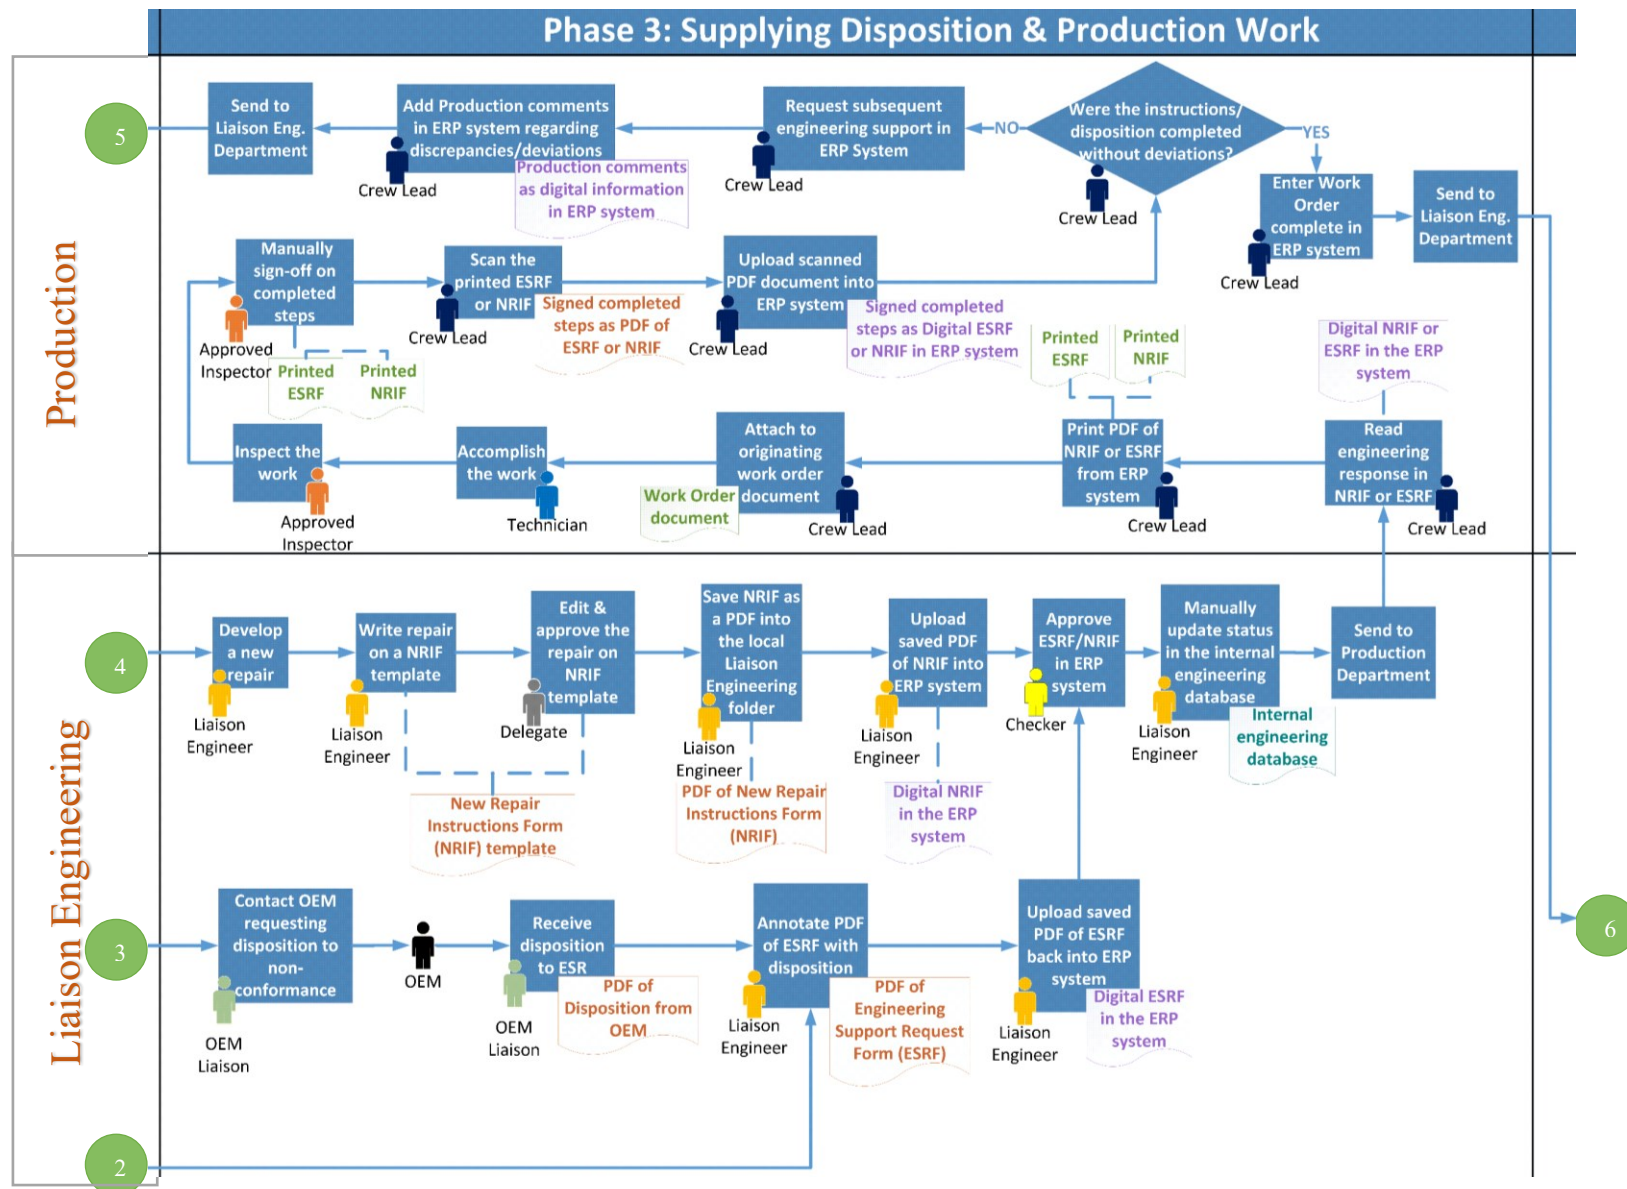 Phase 3: Supplying Disposition & Production Work
Production
5
Send to
Liaison Eng.
Department
Add Production comments
in ERP system regarding
discrepancies/deviations
Crew Lead
Production comments
as digital information
in ERP system
Request subsequent
engineering support in
ERP System
Crew Lead
NO
Were the instructions/
disposition completed
without deviations?
Crew Lead
YES
Enter Work
Order
complete in
ERP system
Crew Lead
Send to
Liaison Eng.
Department
Manually
sign-off on
completed
steps
Approved
Inspector
Printed
ESRF
Printed
NRIF
Scan the
printed ESRF
or NRIF
Crew Lead
Signed completed
steps as PDF of
ESRF or NRIF
Upload scanned
PDF document into
ERP system
Crew Lead
Signed completed
steps as Digital ESRF
or NRIF in ERP system
Printed
ESRF
Printed
NRIF
Digital NRIF or
ESRF in the ERP
system
Inspect the
work
Approved
Inspector
Accomplish
the work
Technician
Attach to
originating
work order
document
Work Order
document
Crew Lead
Print PDF of
NRIF or ESRF
from ERP
system
Crew Lead
Read
engineering
response in
NRIF or ESRF
Crew Lead
Liaison Engineering
4
Develop
a new
repair
Liaison
Engineer
Write repair
on a NRIF
template
Liaison
Engineer
Edit &
approve the
repair on
NRIF
template
Delegate
New Repair
Instructions Form
(NRIF) template
Save NRIF as
a PDF into
the local
Liaison
Engineering
folder
Liaison
Engineer
PDF of New Repair
Instructions Form
(NRIF)
Upload
saved PDF
of NRIF into
ERP system
Liaison
Engineer
Digital NRIF
in the ERP
system
Approve
ESRF/NRIF
in ERP
system
Checker
Manually
update status
in the internal
engineering
database
Liaison
Engineer
Internal
engineering
database
Send to
Production
Department
3
Contact OEM
requesting
disposition to
non-
conformance
OEM
Liaison
OEM
Receive
disposition
to ESR
OEM
Liaison
PDF of
Disposition from
OEM
Annotate PDF
of ESRF with
disposition
Liaison
Engineer
PDF of
Engineering
Support Request
Form (ESRF)
Upload saved
PDF of ESRF
back into ERP
system
Liaison
Engineer
Digital ESRF
in the ERP
system
6
2